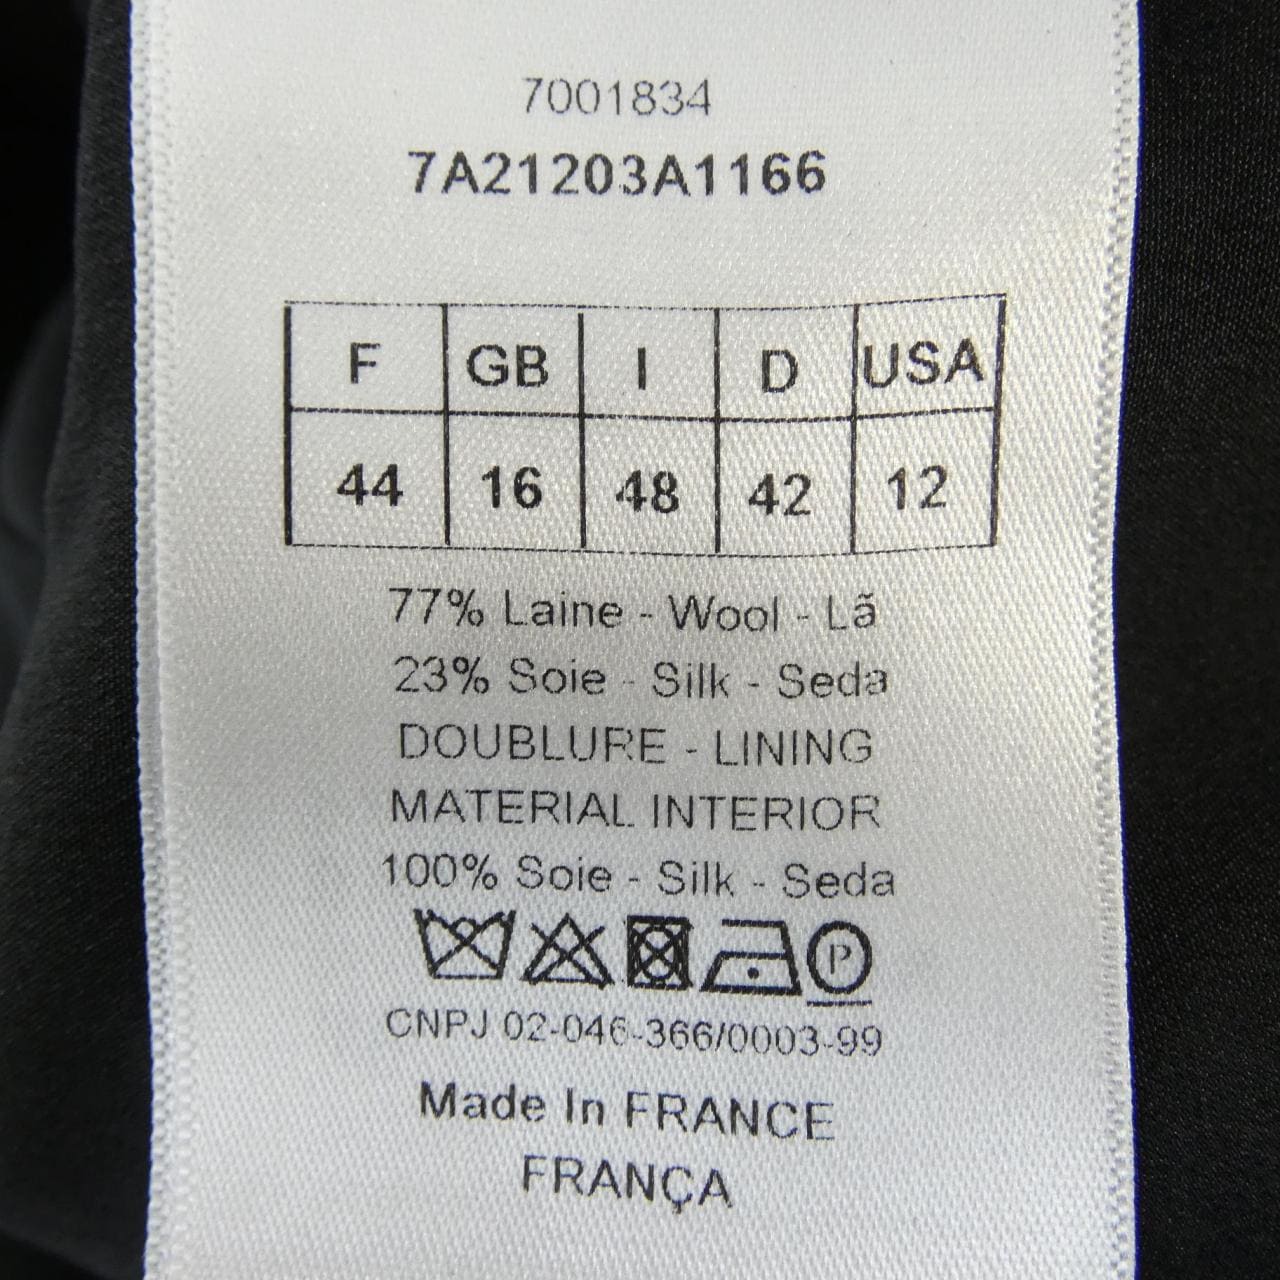 7001834
7A21203A1166
F GB I D USA
44 16 48 42 12
77% Laine - Wool - Lã
23% Soie - Silk - Seda
DOUBLURE - LINING
MATERIAL INTERIOR
100% Soie - Silk - Seda
P
CNPJ 02-046-366/0003-99
Made In FRANCE
FRANÇA